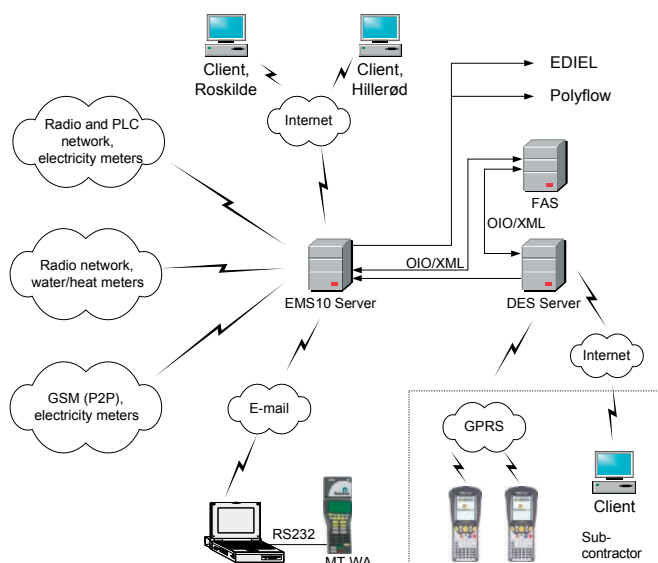 Client,
Roskilde
Client,
Hillerød
EDIEL
Polyflow
Internet
Radio and PLC
network,
electricity meters
FAS
OIO/XML
Radio network,
water/heat meters
OIO/XML
EMS10 Server
DES Server
Internet
GSM (P2P),
electricity meters
E-mail
GPRS
Client
RS232
MT WA
Sub-
contractor